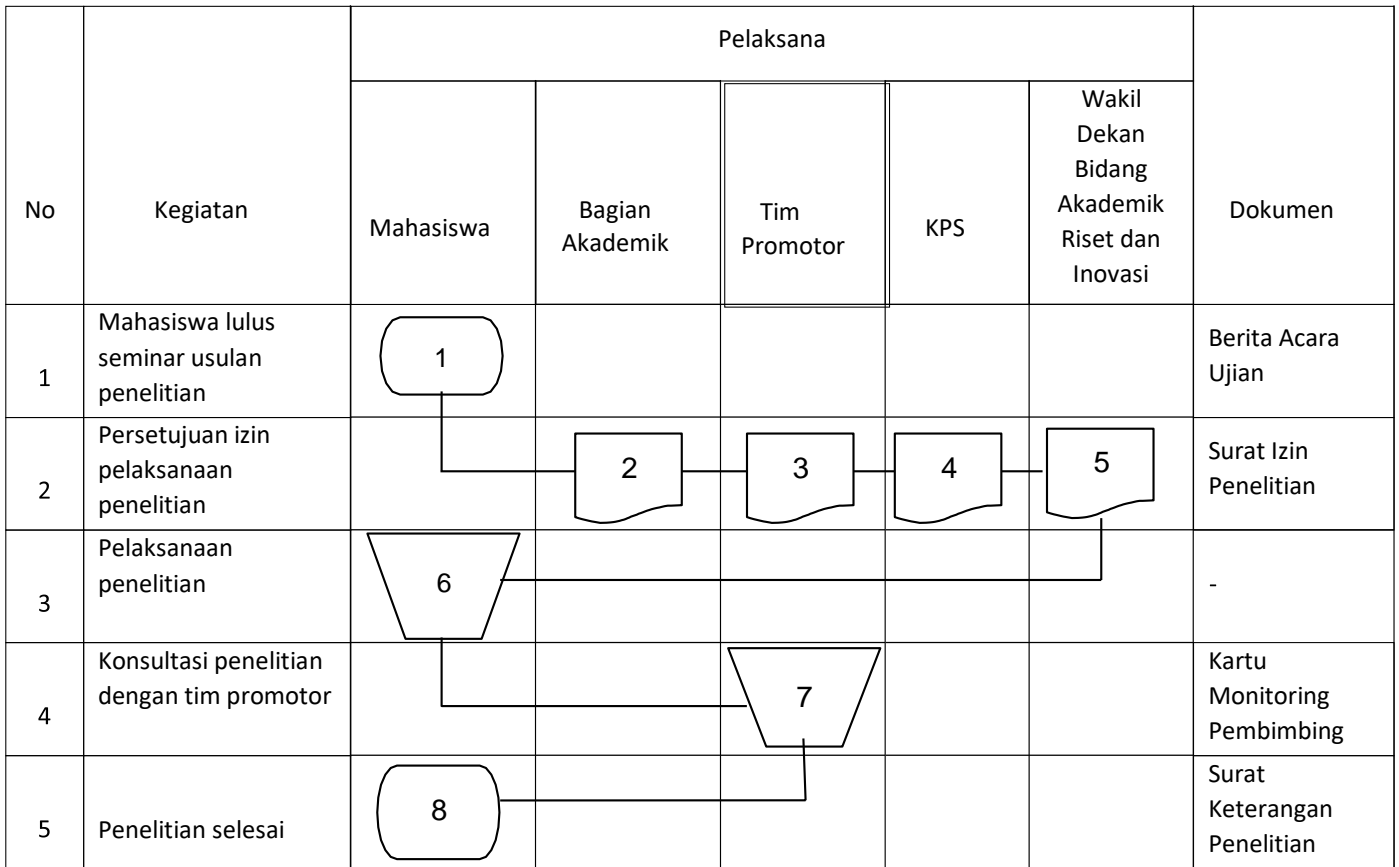 Pelaksana
No
Kegiatan
Mahasiswa
Bagian
Akademik
Tim
Promotor
KPS
Wakil
Dekan
Bidang
Akademik
Riset dan
Inovasi
Dokumen
1
Mahasiswa lulus
seminar usulan
penelitian
1
Berita Acara
Ujian
2
Persetujuan izin
pelaksanaan
penelitian
2
3
4
5
Surat Izin
Penelitian
3
Pelaksanaan
penelitian
6
-
4
Konsultasi penelitian
dengan tim promotor
7
Kartu
Monitoring
Pembimbing
5
Penelitian selesai
8
Surat
Keterangan
Penelitian